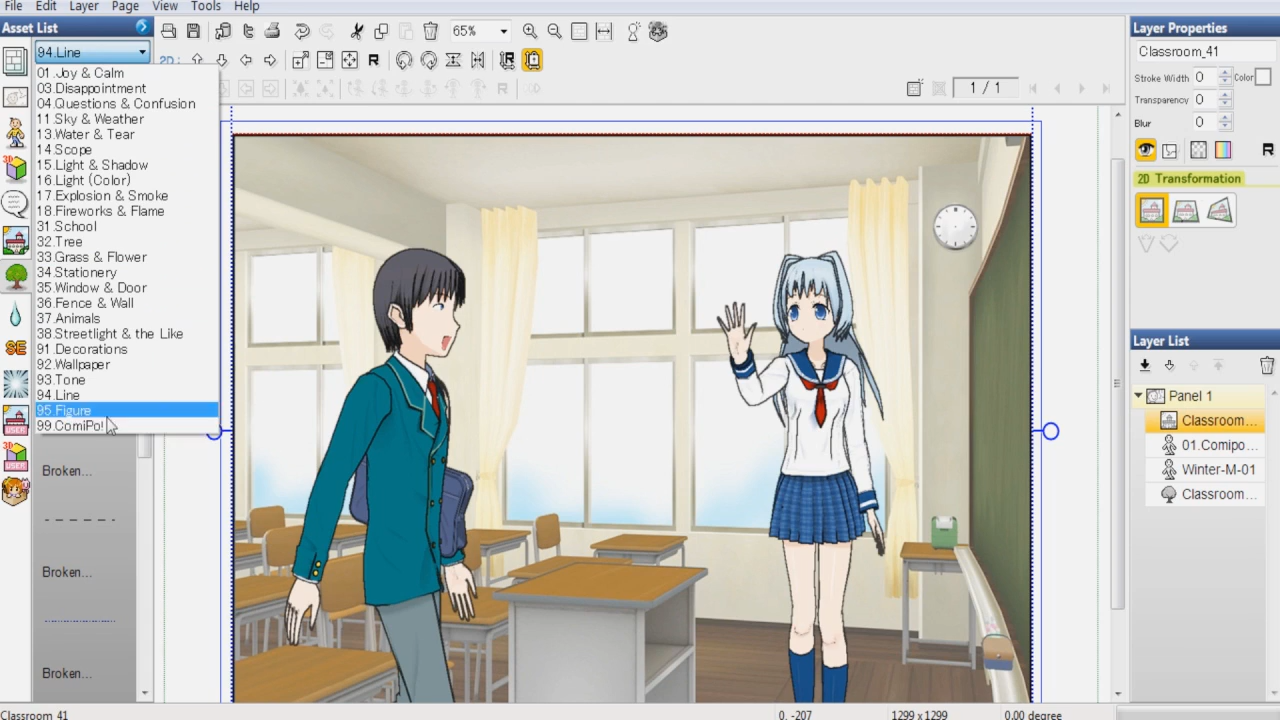 File Edit Layer Page View Tools Help
Asset List
94.Line
65%
2D :
01.Joy & Calm
03.Disappointment
04.Questions & Confusion
11.Sky & Weather
13.Water & Tear
14.Scope
15.Light & Shadow
16.Light (Color)
17.Explosion & Smoke
18.Fireworks & Flame
31.School
32.Tree
33.Grass & Flower
34.Stationery
35.Window & Door
36.Fence & Wall
37.Animals
38.Streetlight & the Like
91.Decorations
92.Wallpaper
93.Tone
94.Line
95.Figure
99.ComiPo!
Broken...
Broken...
Broken...
3D
SE
USER
3D
USER
R
R
R
R
1 / 1
Layer Properties
Classroom_41
Stroke Width 0 Color
Transparency 0
Blur 0
R
2D Transformation
Layer List
Panel 1
Classroom...
01.Comipo...
Winter-M-01
Classroom...
Classroom 41
0, -207
1299 x 1299
0.00 degree